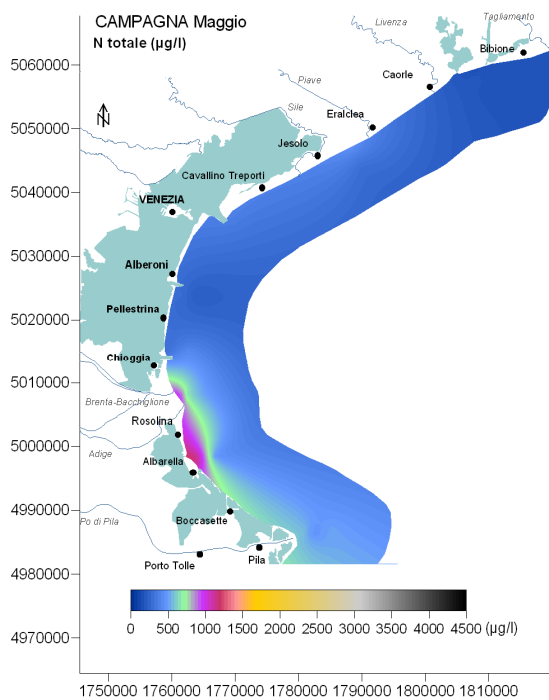 CAMPAGNA Maggio
N totale (µg/l)
Tagliamento
Livenza
Bibione
5060000
Caorle
Piave
Eraclea
Sile
N
5050000
Jesolo
Cavallino Treporti
5040000
VENEZIA
5030000
Alberoni
Pellestrina
5020000
Chioggia
5010000
Brenta-Bacchiglione
Rosolina
5000000
Adige
Albarella
4990000
Po di Pila
Boccasette
Porto Tolle
Pila
4980000
0 500 1000 1500 2000 2500 3000 3500 4000 4500 (µg/l)
4970000
1750000 1760000 1770000 1780000 1790000 1800000 1810000